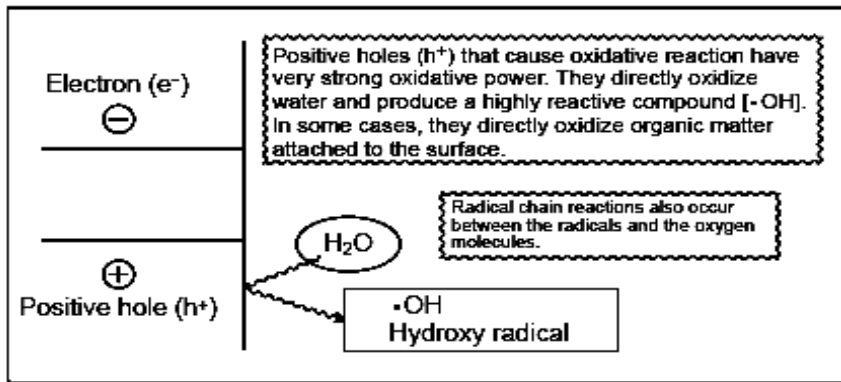 Positive holes (h⁺) that cause oxidative reaction have
very strong oxidative power. They directly oxidize
water and produce a highly reactive compound [•OH].
In some cases, they directly oxidize organic matter
attached to the surface.
Electron (e⁻)
⊖
Radical chain reactions also occur
between the radicals and the oxygen
molecules.
H₂O
⊕
Positive hole (h⁺)
•OH
Hydroxy radical